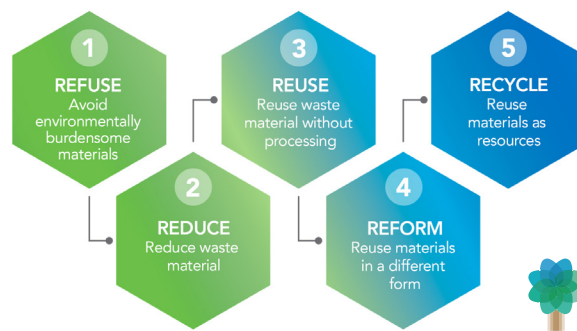 1
REFUSE
Avoid
environmentally
burdensome
materials
2
REDUCE
Reduce waste
material
3
REUSE
Reuse waste
material without
processing
4
REFORM
Reuse materials
in a different
form
5
RECYCLE
Reuse
materials as
resources